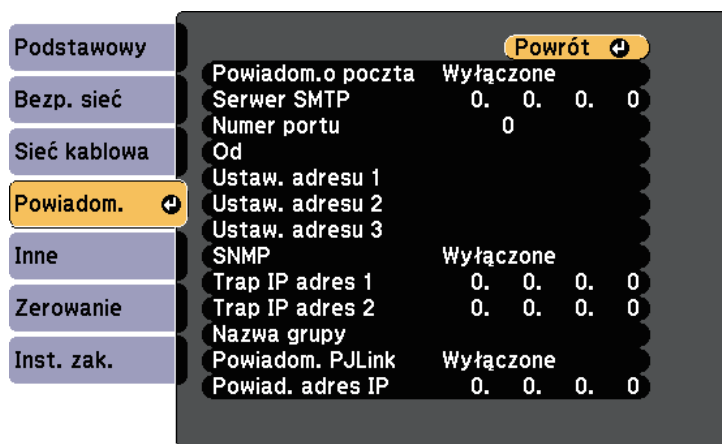 Podstawowy
Bezp. sieć
Sieć kablowa
Powiadom.
Inne
Zerowanie
Inst. zak.
Powrót
Powiadom.o poczta Wyłączone
Serwer SMTP 0. 0. 0. 0
Numer portu 0
Od
Ustaw. adresu 1
Ustaw. adresu 2
Ustaw. adresu 3
SNMP Wyłączone
Trap IP adres 1 0. 0. 0. 0
Trap IP adres 2 0. 0. 0. 0
Nazwa grupy
Powiadom. PJLink Wyłączone
Powiad. adres IP 0. 0. 0. 0